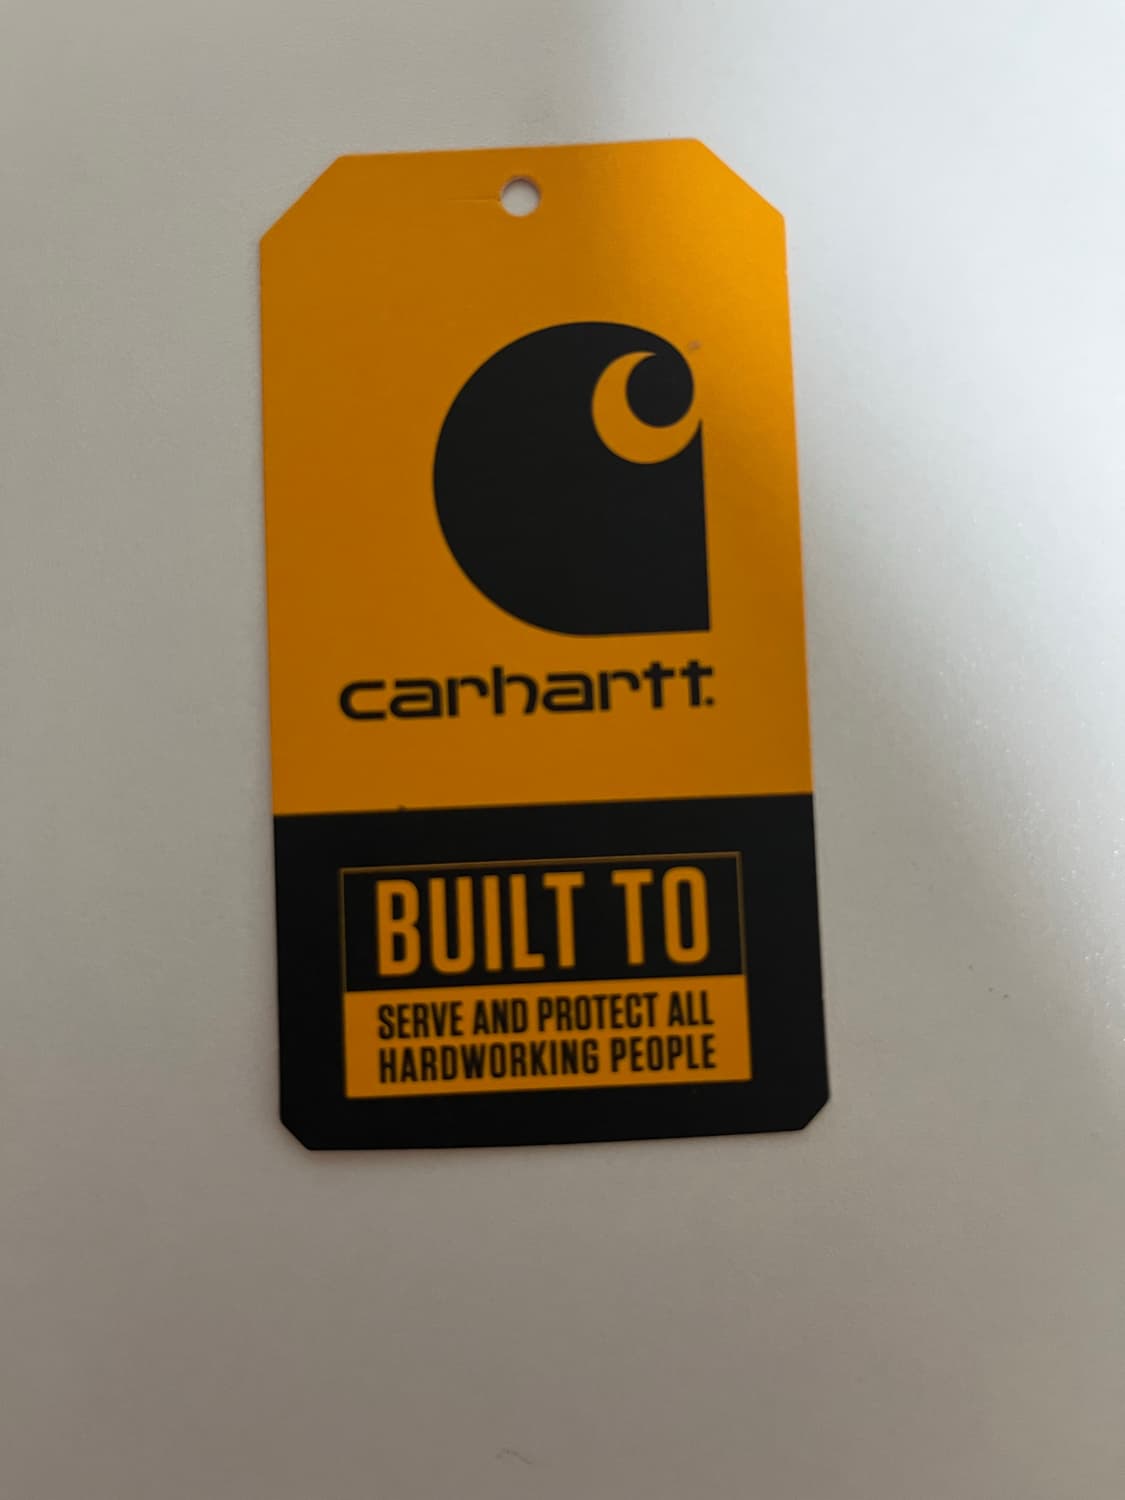 carhartt.
BUILT TO
SERVE AND PROTECT ALL
HARDWORKING PEOPLE